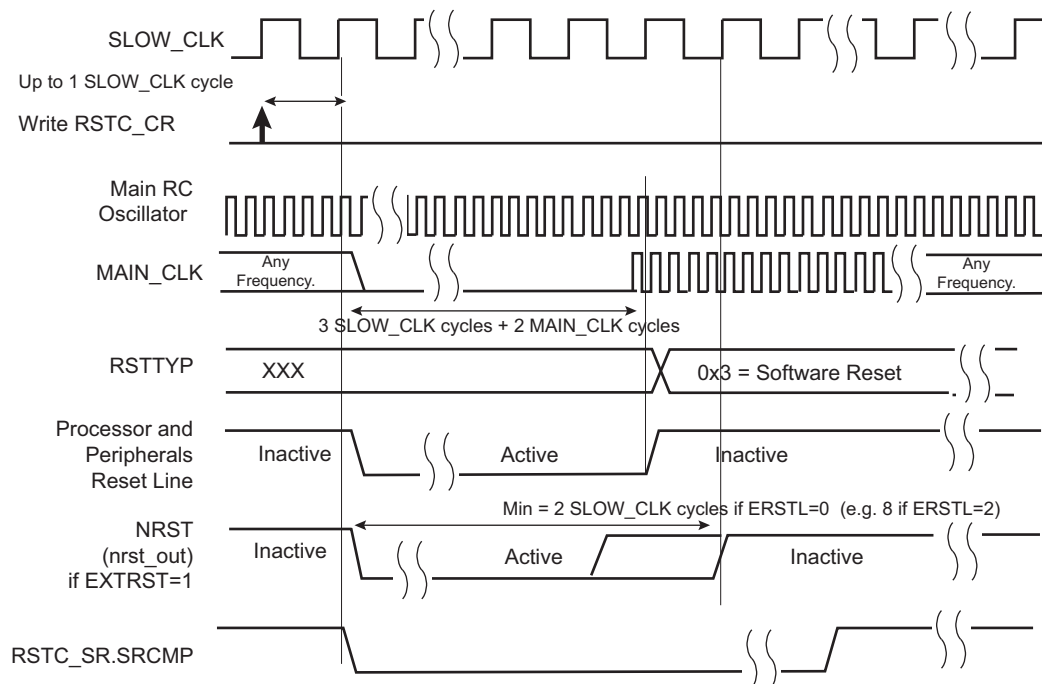 SLOW_CLK
Up to 1 SLOW_CLK cycle
Write RSTC_CR
Main RC
Oscillator
MAIN_CLK
Any
Frequency.
Any
Frequency.
3 SLOW_CLK cycles + 2 MAIN_CLK cycles
RSTTYP
XXX
0x3 = Software Reset
Processor and
Peripherals
Reset Line
Inactive
Active
Inactive
Min = 2 SLOW_CLK cycles if ERSTL=0 (e.g. 8 if ERSTL=2)
NRST
(nrst_out)
if EXTRST=1
Inactive
Active
Inactive
RSTC_SR.SRCMP